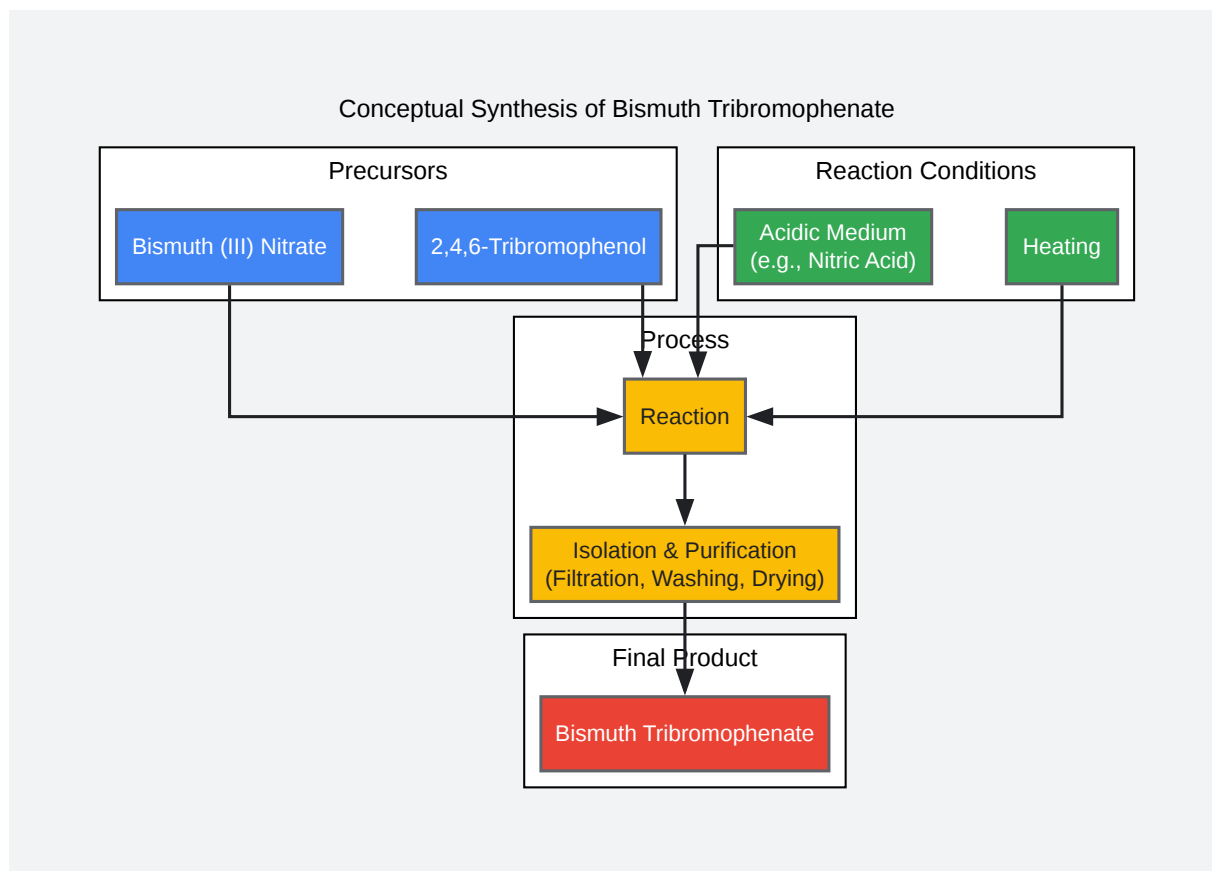 Conceptual Synthesis of Bismuth Tribromophenate
Precursors
Bismuth (III) Nitrate
2,4,6-Tribromophenol
Reaction Conditions
Acidic Medium
(e.g., Nitric Acid)
Heating
Process
Reaction
Isolation & Purification
(Filtration, Washing, Drying)
Final Product
Bismuth Tribromophenate